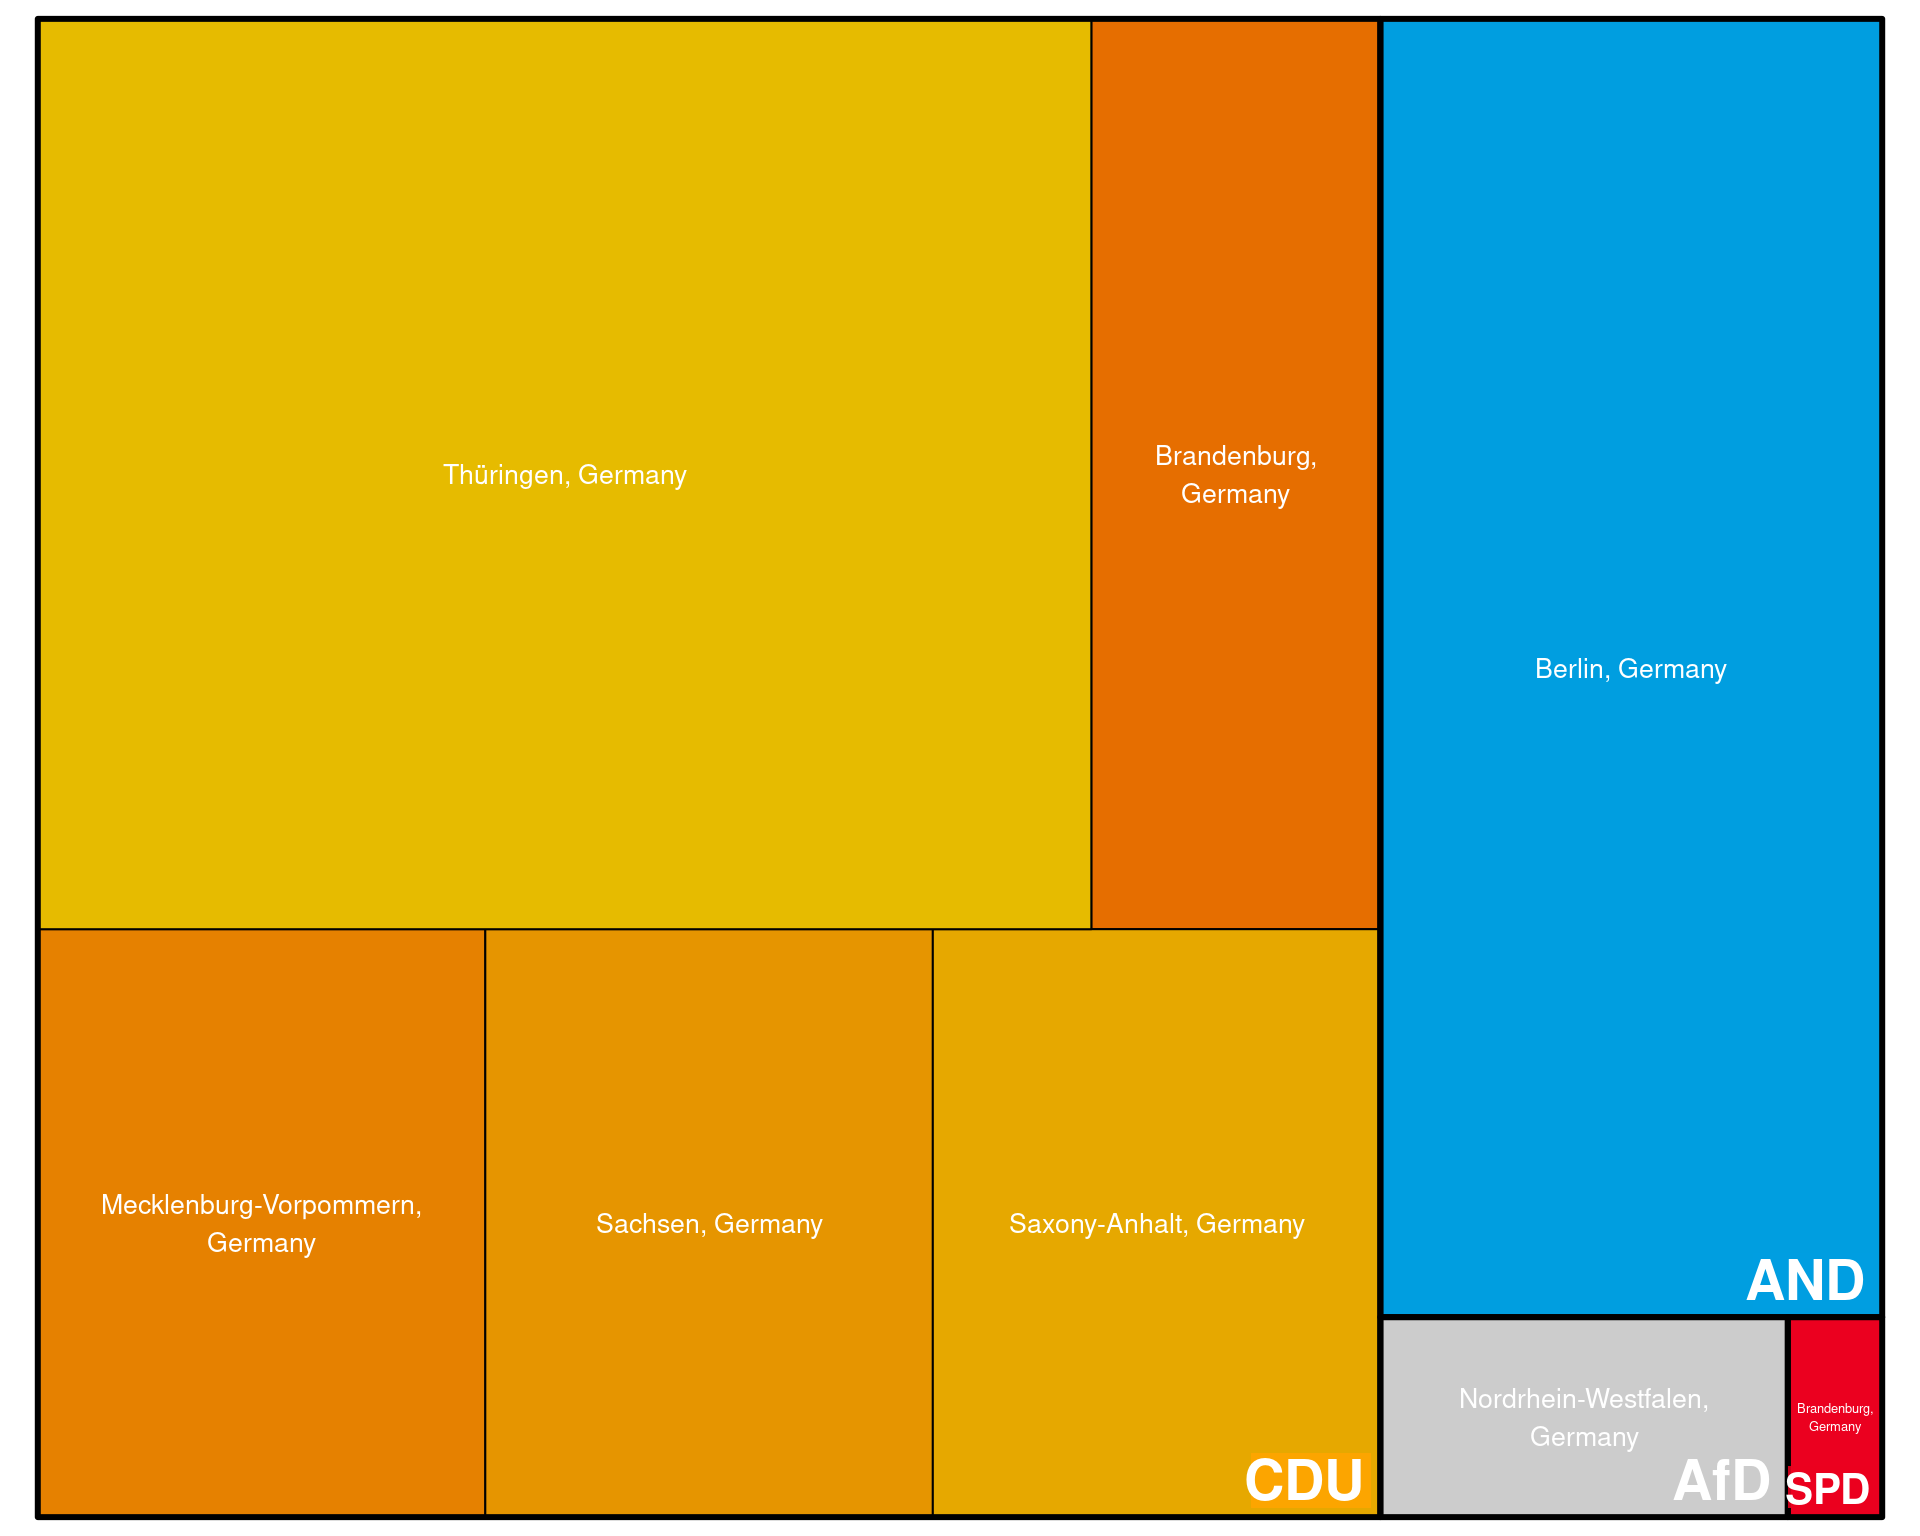 Thüringen, Germany
Brandenburg,
Germany
Berlin, Germany
Mecklenburg-Vorpommern,
Germany
Sachsen, Germany
Saxony-Anhalt, Germany
CDU
AND
Nordrhein-Westfalen,
Germany
AfD
Brandenburg,
Germany
SPD